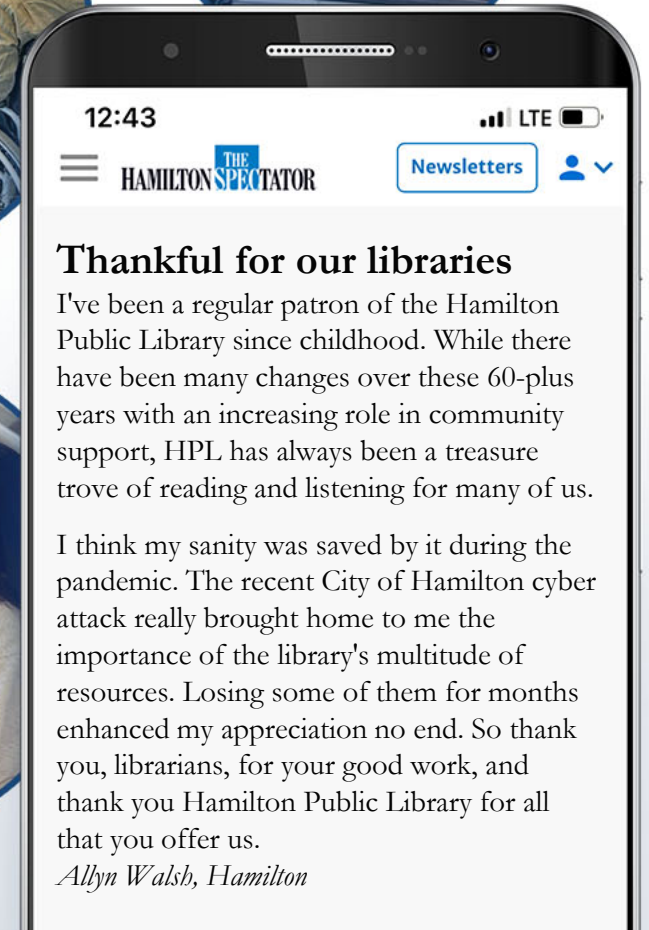 12:43
LTE
THE
HAMILTON SPECTATOR
Newsletters
Thankful for our libraries
I've been a regular patron of the Hamilton
Public Library since childhood. While there
have been many changes over these 60-plus
years with an increasing role in community
support, HPL has always been a treasure
trove of reading and listening for many of us.
I think my sanity was saved by it during the
pandemic. The recent City of Hamilton cyber
attack really brought home to me the
importance of the library's multitude of
resources. Losing some of them for months
enhanced my appreciation no end. So thank
you, librarians, for your good work, and
thank you Hamilton Public Library for all
that you offer us.
Allyn Walsh, Hamilton